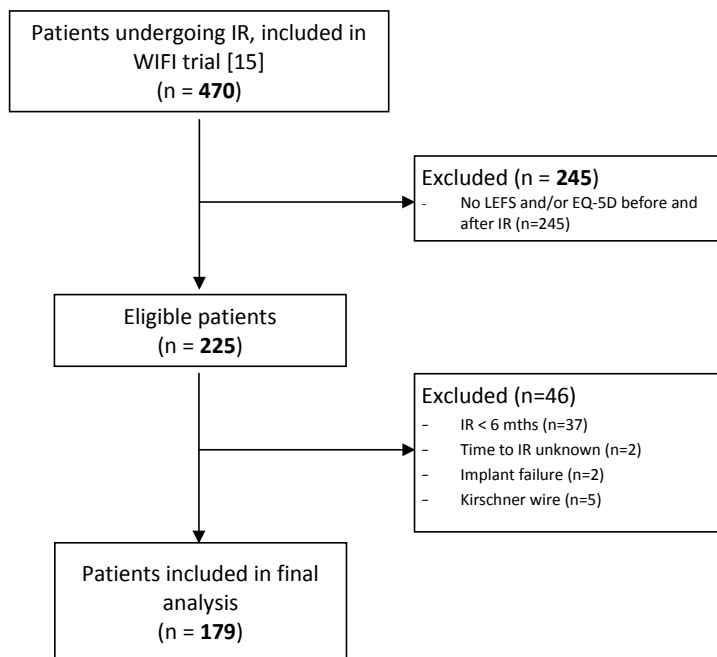 Patients undergoing IR, included in
WIFI trial [15]
(n = 470)
Excluded (n = 245)
- No LEFS and/or EQ-5D before and
after IR (n=245)
Eligible patients
(n = 225)
Excluded (n=46)
- IR < 6 mths (n=37)
- Time to IR unknown (n=2)
- Implant failure (n=2)
- Kirschner wire (n=5)
Patients included in final
analysis
(n = 179)